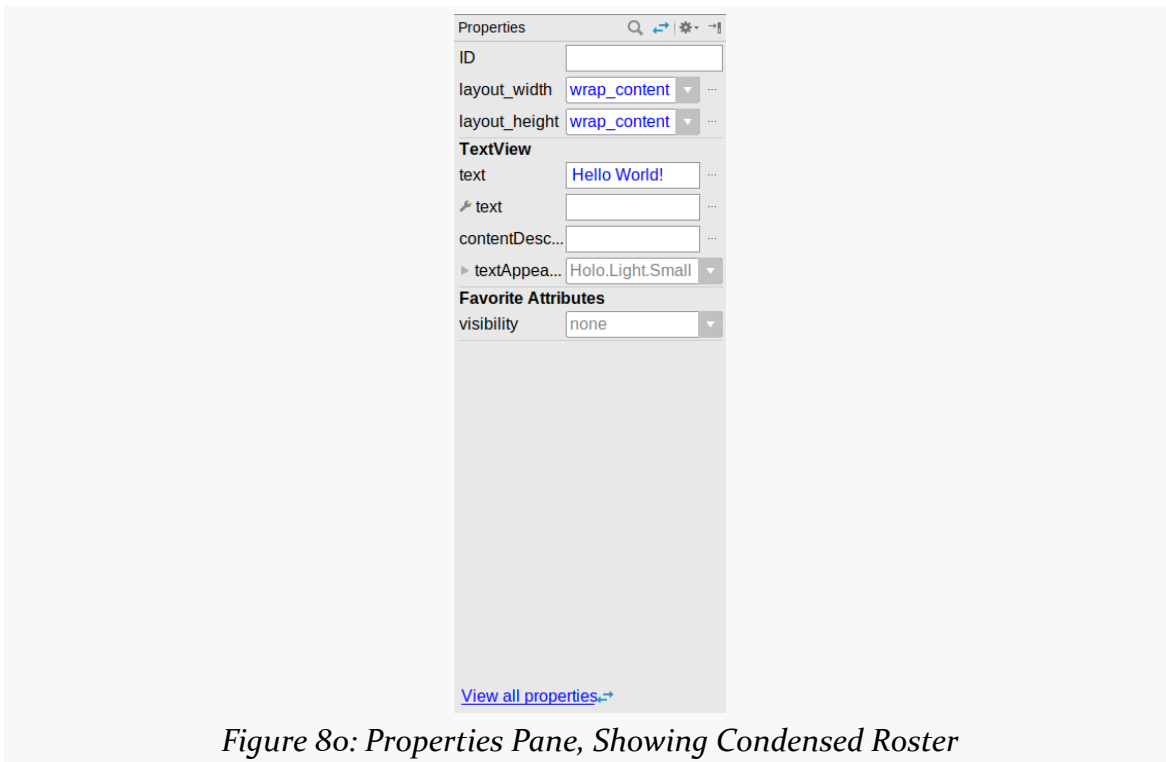 Properties
ID
layout_width wrap_content ...
layout_height wrap_content ...
TextView
text Hello World! ...
text ...
contentDesc... ...
textAppea... Holo.Light.Small
Favorite Attributes
visibility none
View all properties
Figure 80: Properties Pane, Showing Condensed Roster